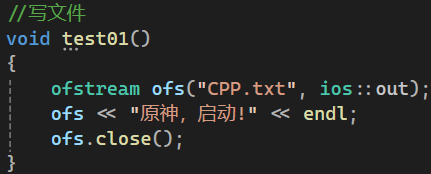 //写文件
void test01()
{
    ofstream ofs("CPP.txt", ios::out);
    ofs << "原神，启动!" << endl;
    ofs.close();
}